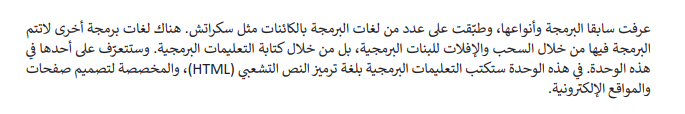 عرفت سابقا البرمجة وأنواعها، وطبّقت على عدد من لغات البرمجة بالكائنات مثل سكراتش. هناك لغات برمجة أخرى لاتتم
البرمجة فيها من خلال السحب والإفلات للبنات البرمجية، بل من خلال كتابة التعليمات البرمجية. وستتعرّف على أحدها في
هذه الوحدة. في هذه الوحدة ستكتب التعليمات البرمجية بلغة ترميز النص التشعبي (HTML)، والمخصصة لتصميم صفحات
والمواقع الإلكترونية.